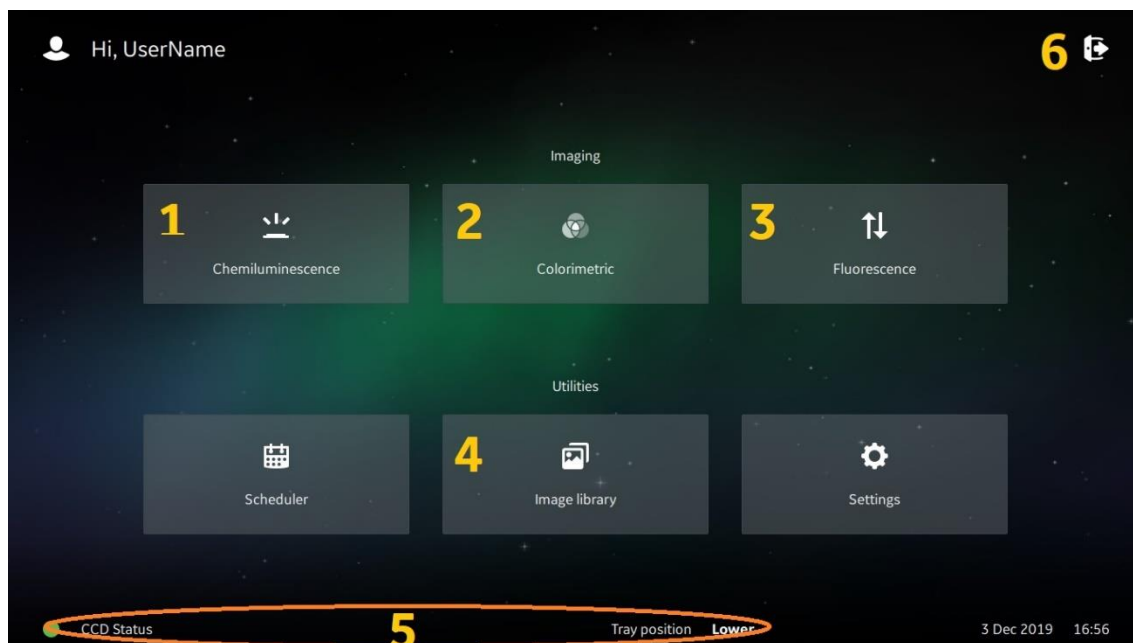 Hi, UserName 6
Imaging
1 2 3
Chemiluminescence Colorimetric Fluorescence
Utilities
4
Scheduler Image library Settings
CCD Status 5 Tray position Lower 3 Dec 2019 16:56